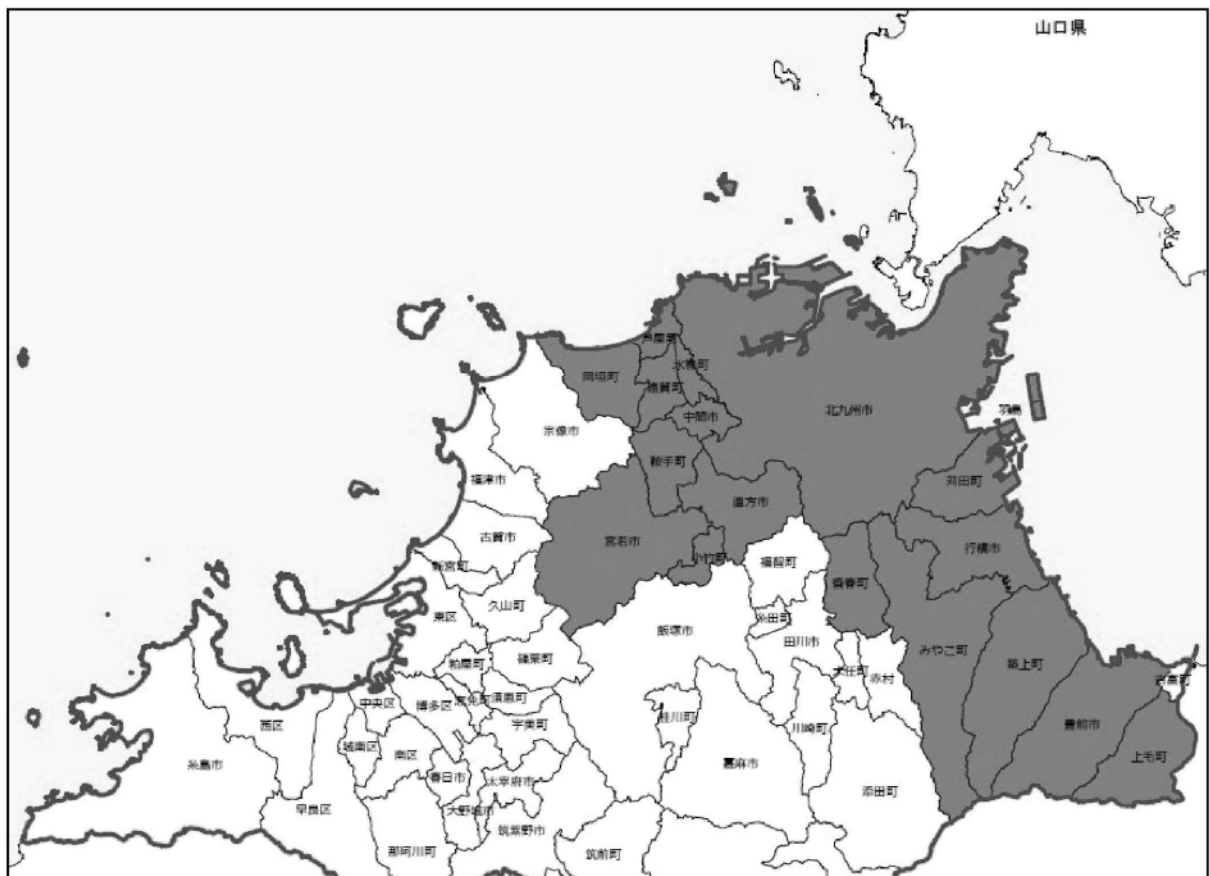 山口県
芦屋町
水巻町
岡垣町
遠賀町
北九州市
羽島
中間市
宗像市
鞍手町
福津市
直方市
苅田町
古賀市
宮若市
行橋市
小竹町
福智町
新宮町
香春町
久山町
東区
糸田町
飯塚市
田川市
みやこ町
築上町
篠栗町
粕屋町
大任町
赤村
吉富町
中央区
博多区
志免町
須恵町
西区
宇美町
桂川町
川崎町
豊前市
城南区
南区
上毛町
糸島市
春日市
太宰府市
嘉麻市
添田町
早良区
大野城市
筑紫野市
那珂川町
筑前町